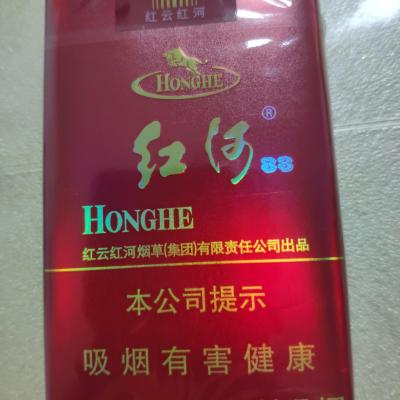 红云红河
HONGHE
红河 88
HONGHE
红云红河烟草(集团)有限责任公司出品
本公司提示
吸烟有害健康